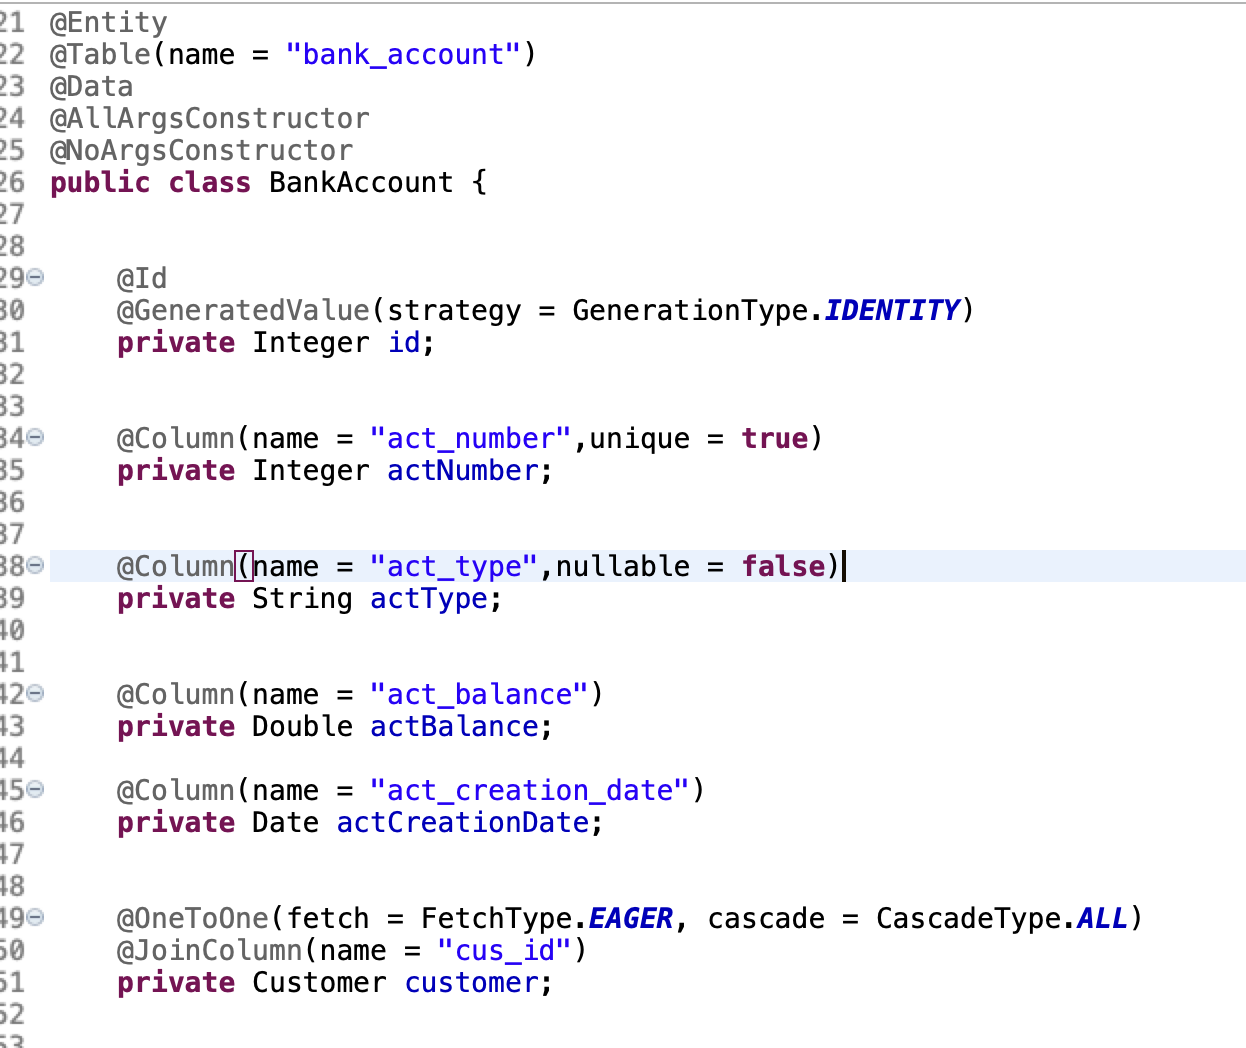 21 @Entity
22 @Table(name = "bank_account")
23 @Data
24 @AllArgsConstructor
25 @NoArgsConstructor
26 public class BankAccount {
27
28
29 @Id
30 @GeneratedValue(strategy = GenerationType.IDENTITY)
31 private Integer id;
32
33
34 @Column(name = "act_number",unique = true)
35 private Integer actNumber;
36
37
38 @Column(name = "act_type",nullable = false)
39 private String actType;
40
41
42 @Column(name = "act_balance")
43 private Double actBalance;
44
45 @Column(name = "act_creation_date")
46 private Date actCreationDate;
47
48
49 @OneToOne(fetch = FetchType.EAGER, cascade = CascadeType.ALL)
50 @JoinColumn(name = "cus_id")
51 private Customer customer;
52
53